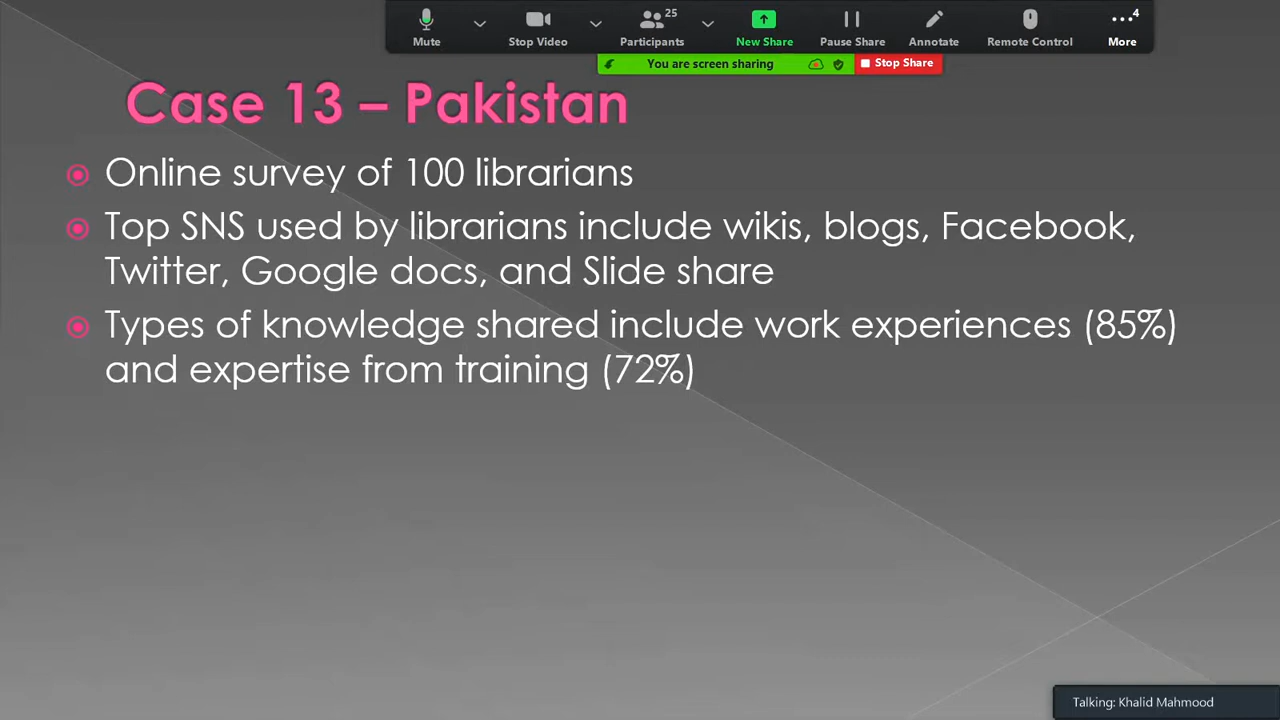 25
4
Mute
Stop Video
Participants
New Share
Pause Share
Annotate
Remote Control
More
You are screen sharing
Stop Share
Case 13 – Pakistan
Online survey of 100 librarians
Top SNS used by librarians include wikis, blogs, Facebook,
Twitter, Google docs, and Slide share
Types of knowledge shared include work experiences (85%)
and expertise from training (72%)
Talking: Khalid Mahmood